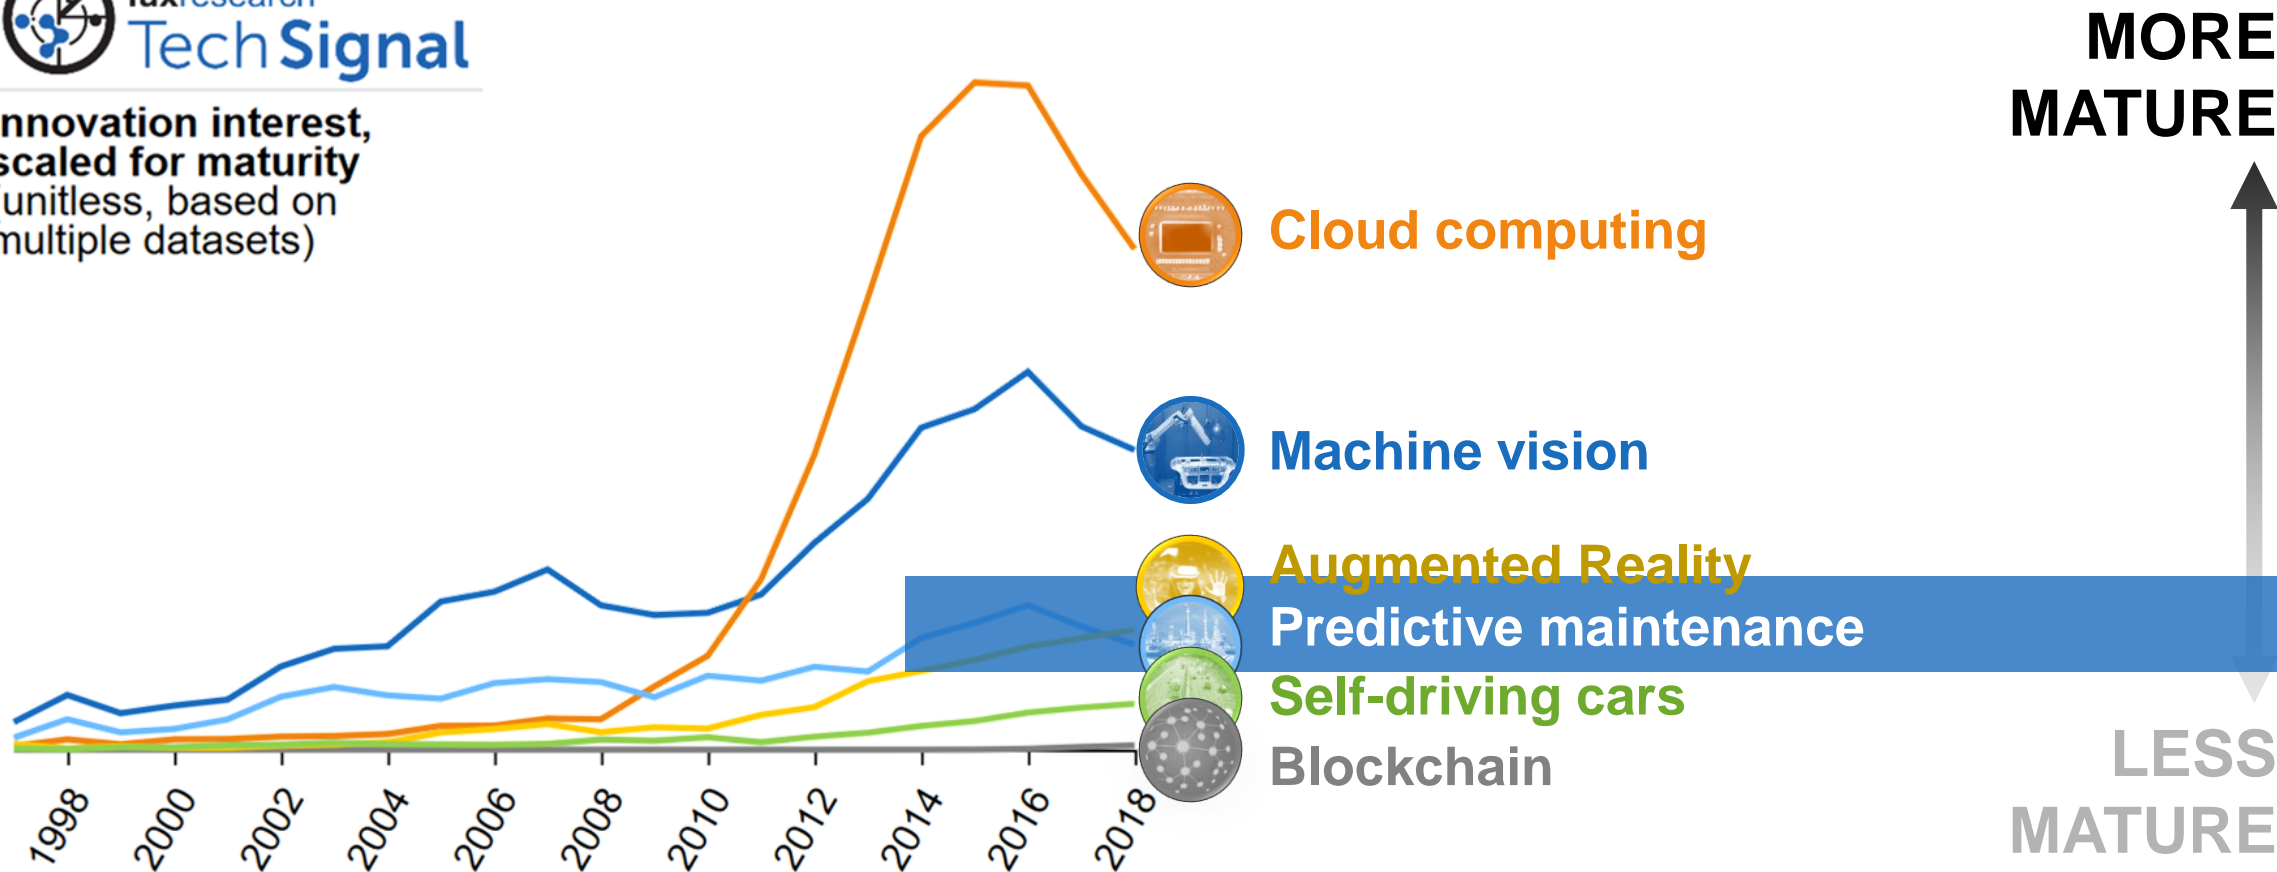 luxresearch
Tech Signal
nnovation interest,
scaled for maturity
(unitless, based on
multiple datasets)
MORE
MATURE
Cloud computing
Machine vision
Augmented Reality
Predictive maintenance
Self-driving cars
Blockchain
LESS
MATURE
1998
2000
2002
2004
2006
2008
2010
2012
2014
2016
2018